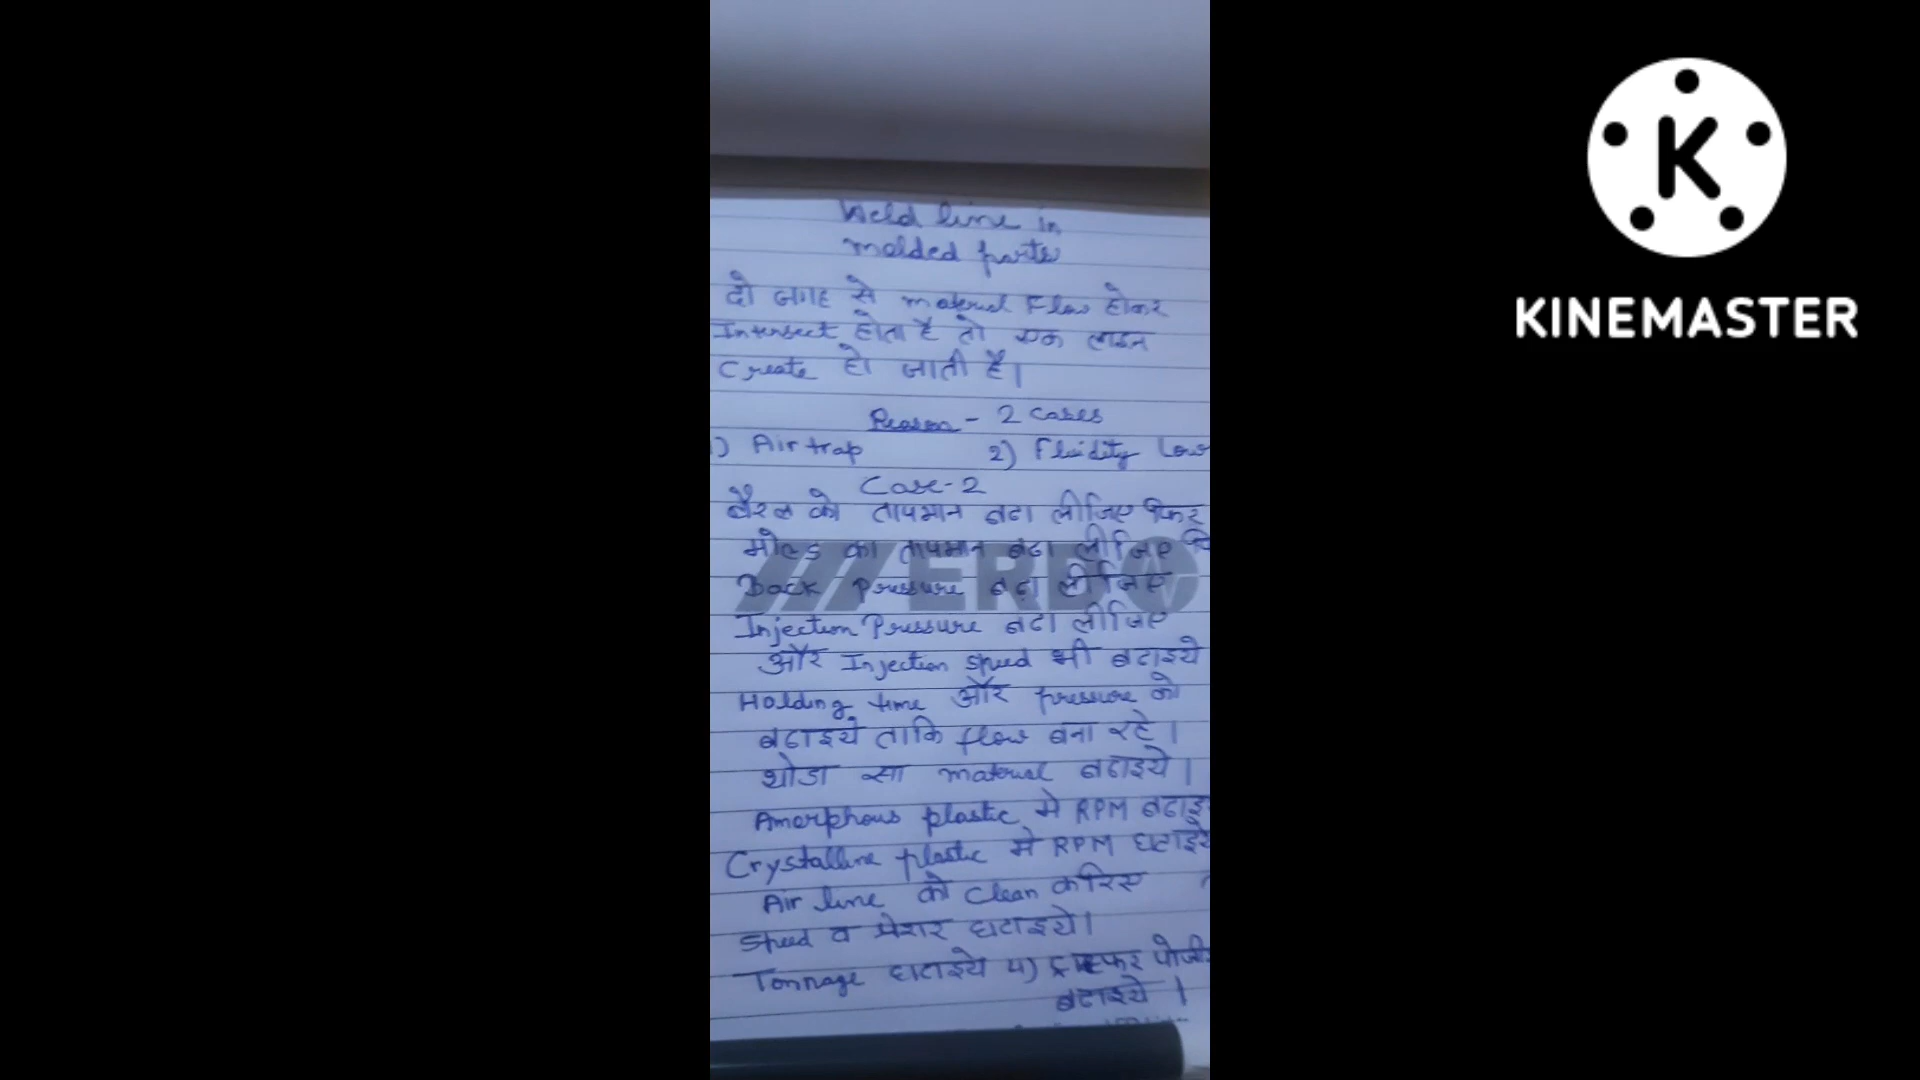 Weld line in
molded parts
दो जगह से material Flow होकर
Intersect होता है तो एक लाइन
Create हो जाती है।
Reason - 2 cases
1) Air trap 2) Fluidity Low
Case-2
बैरल को तापमान बढा लीजिए फिर
मोल्ड का तापमान बढा लीजिए
Back Pressure बढ़ा लीजिए
Injection Pressure बढा लीजिए
और Injection speed भी बढाइये
Holding time और pressure को
बढाइये ताकि flow बना रहे।
थोडा सा material बढाइये।
Amorphous plastic मे RPM बढाइ
Crystalline plastic मे RPM घटाइये
Air line को Clean करिए
Speed व प्रेशर घटाइये।
Tonnage घटाइये 4)
बढाइये।
K
KINEMASTER
WERDO